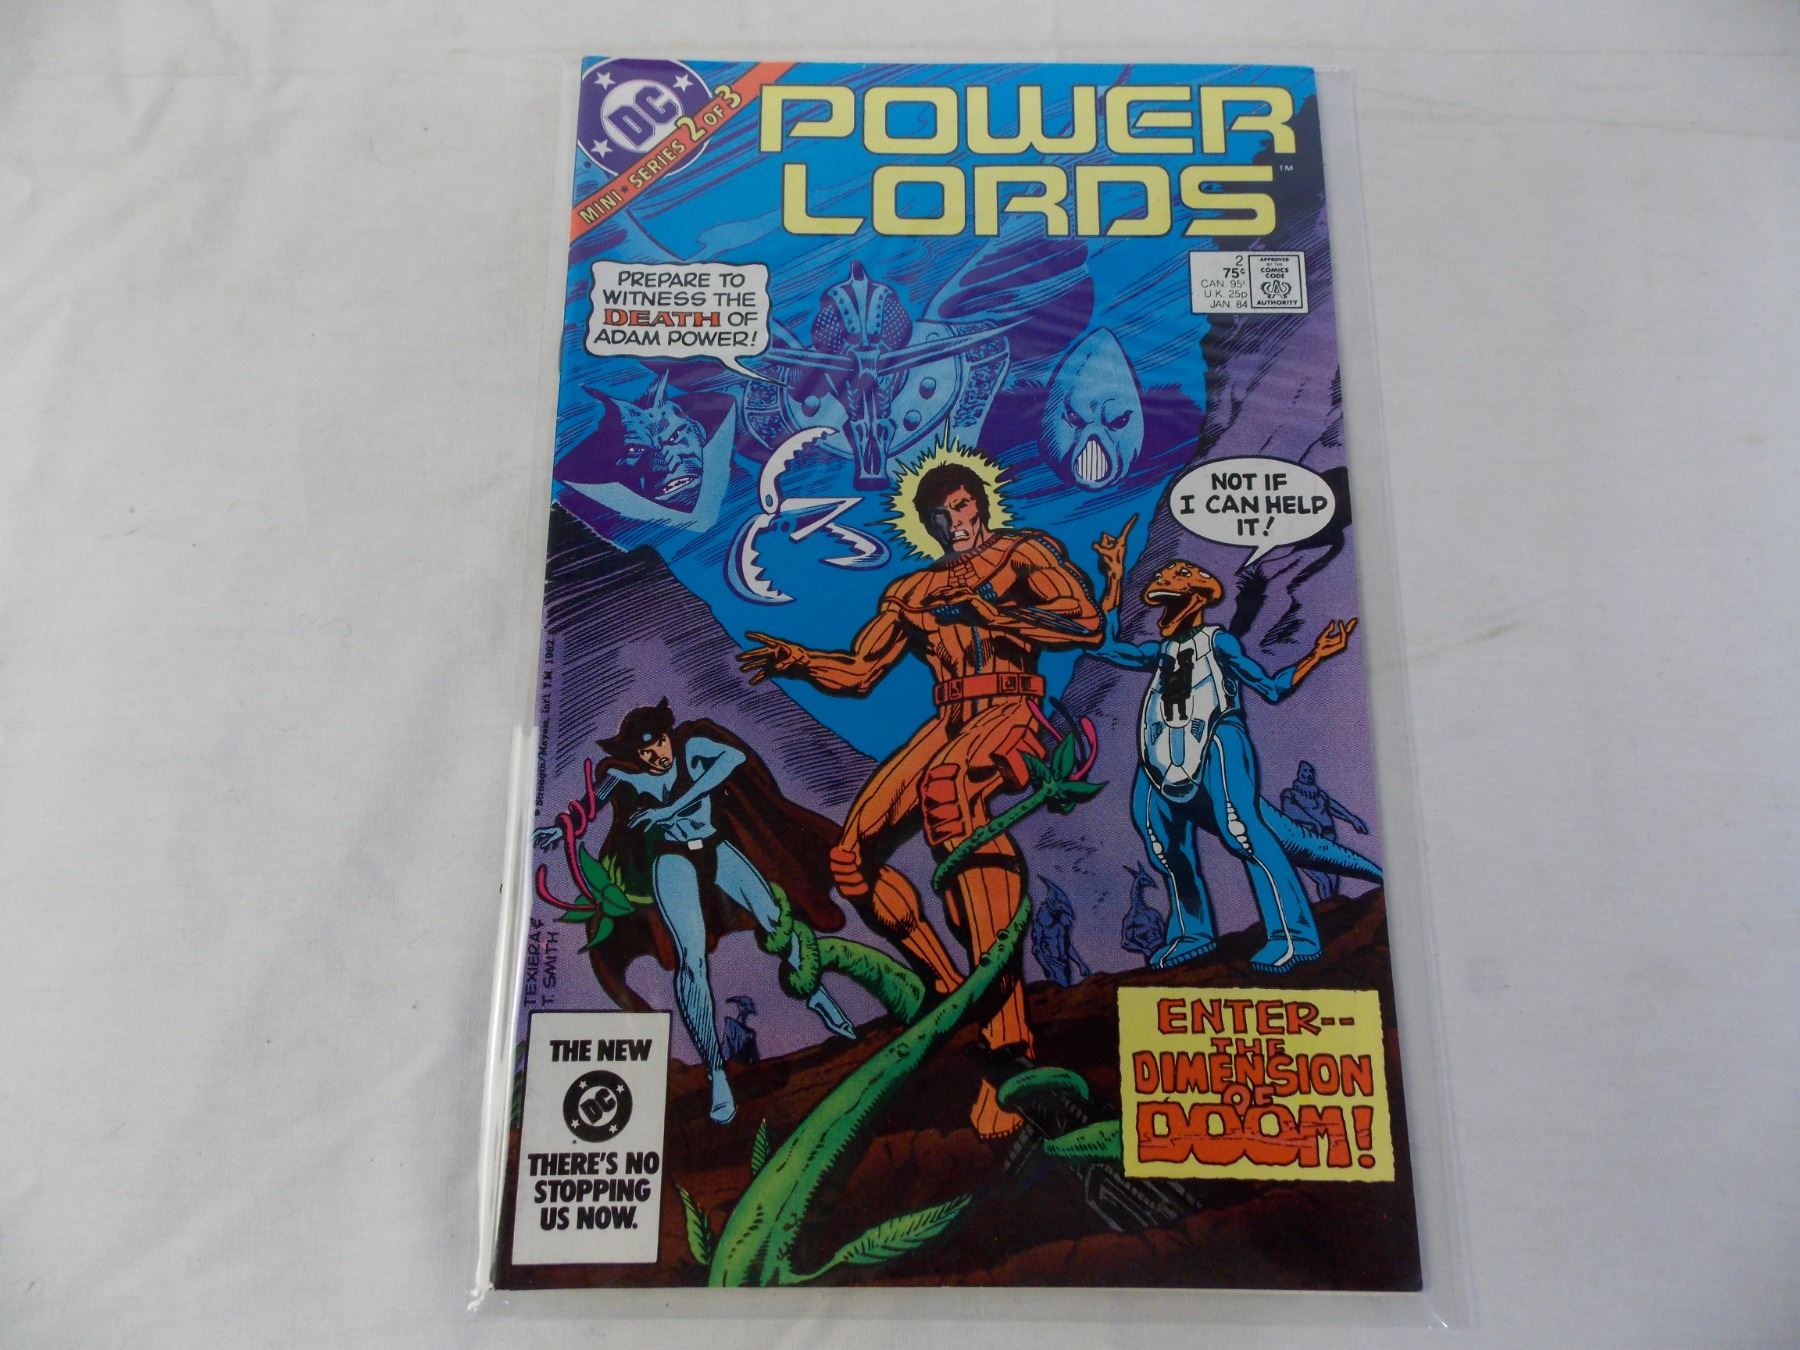 DC
MINI★SERIES 2 OF 3
POWER
LORDS™
2
75¢
CAN. 95¢
U.K. 25p
JAN. 84
APPROVED
BY THE
COMICS
CODE
CA
AUTHORITY
PREPARE TO
WITNESS THE
DEATH OF
ADAM POWER!
NOT IF
I CAN HELP
IT!
TEXIERA &
T. SMITH
ENTER--
THE
DIMENSION
OF
DOOM!
THE NEW
DC
THERE'S NO
STOPPING
US NOW.